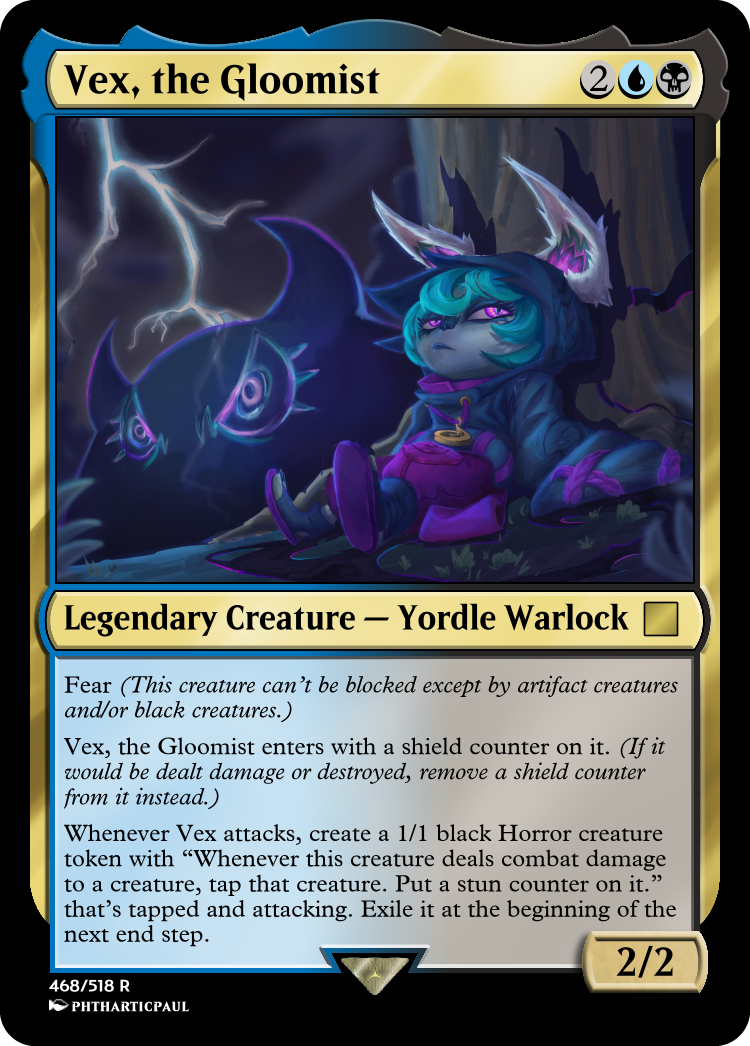 Vex, the Gloomist 2
Legendary Creature — Yordle Warlock
Fear (This creature can't be blocked except by artifact creatures
and/or black creatures.)
Vex, the Gloomist enters with a shield counter on it. (If it
would be dealt damage or destroyed, remove a shield counter
from it instead.)
Whenever Vex attacks, create a 1/1 black Horror creature
token with “Whenever this creature deals combat damage
to a creature, tap that creature. Put a stun counter on it.”
that's tapped and attacking. Exile it at the beginning of the
next end step.
2/2
468/518 R
PHTHARTICPAUL